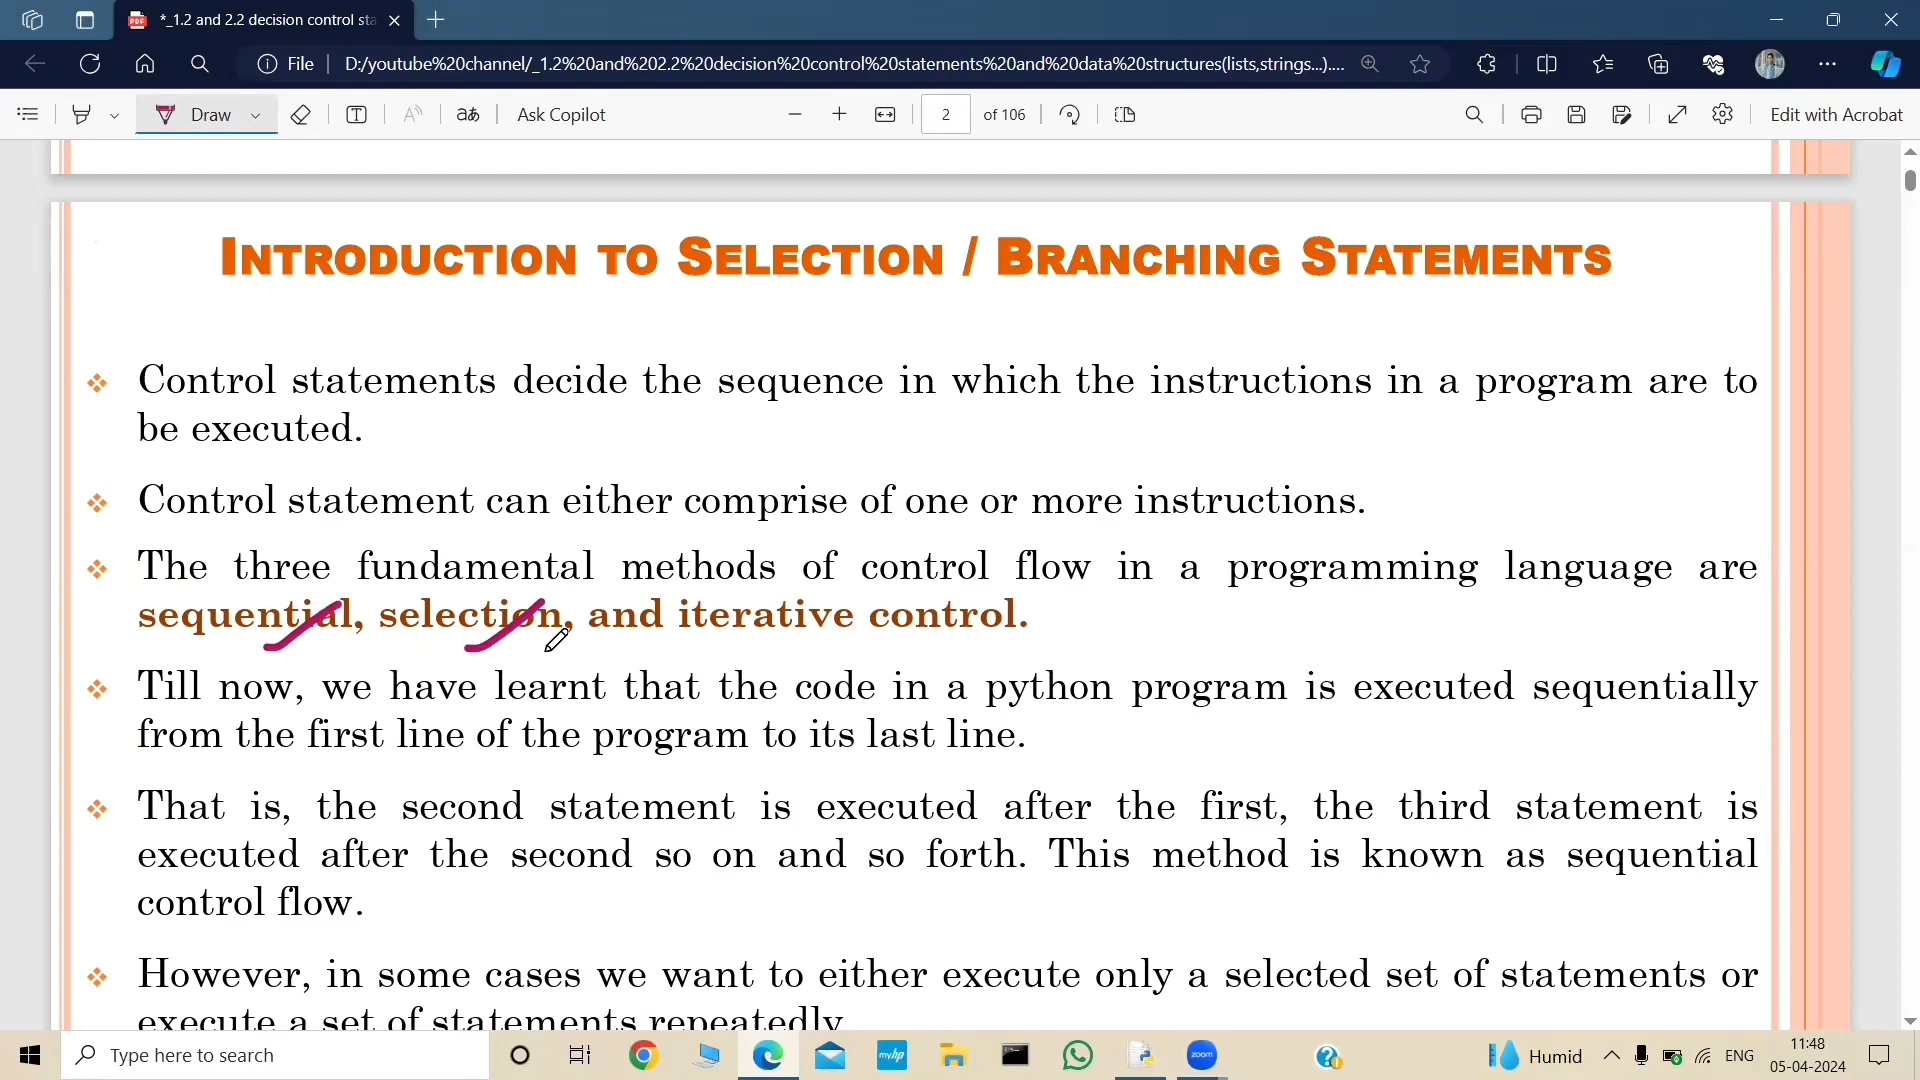 *_1.2 and 2.2 decision control sta
File
D:/youtube%20channel/_1.2%20and%202.2%20decision%20control%20statements%20and%20data%20structures(lists,strings...)....
Draw
aあ
Ask Copilot
2
of 106
Edit with Acrobat
INTRODUCTION TO SELECTION / BRANCHING STATEMENTS
Control statements decide the sequence in which the instructions in a program are to
be executed.
Control statement can either comprise of one or more instructions.
The three fundamental methods of control flow in a programming language are
sequential, selection, and iterative control.
Till now, we have learnt that the code in a python program is executed sequentially
from the first line of the program to its last line.
That is, the second statement is executed after the first, the third statement is
executed after the second so on and so forth. This method is known as sequential
control flow.
However, in some cases we want to either execute only a selected set of statements or
execute a set of statements repeatedly
Type here to search
myhp
zoom
Humid
ENG
11:48
05-04-2024